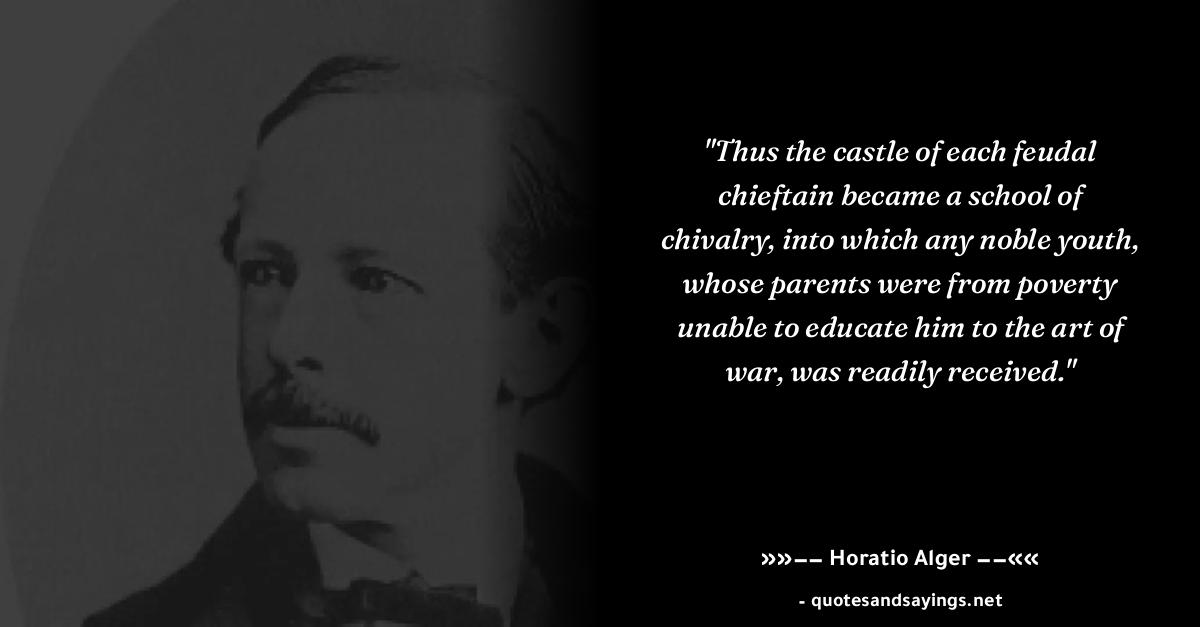 "Thus the castle of each feudal
chieftain became a school of
chivalry, into which any noble youth,
whose parents were from poverty
unable to educate him to the art of
war, was readily received."
»»−− Horatio Alger −−««
- quotesandsayings.net